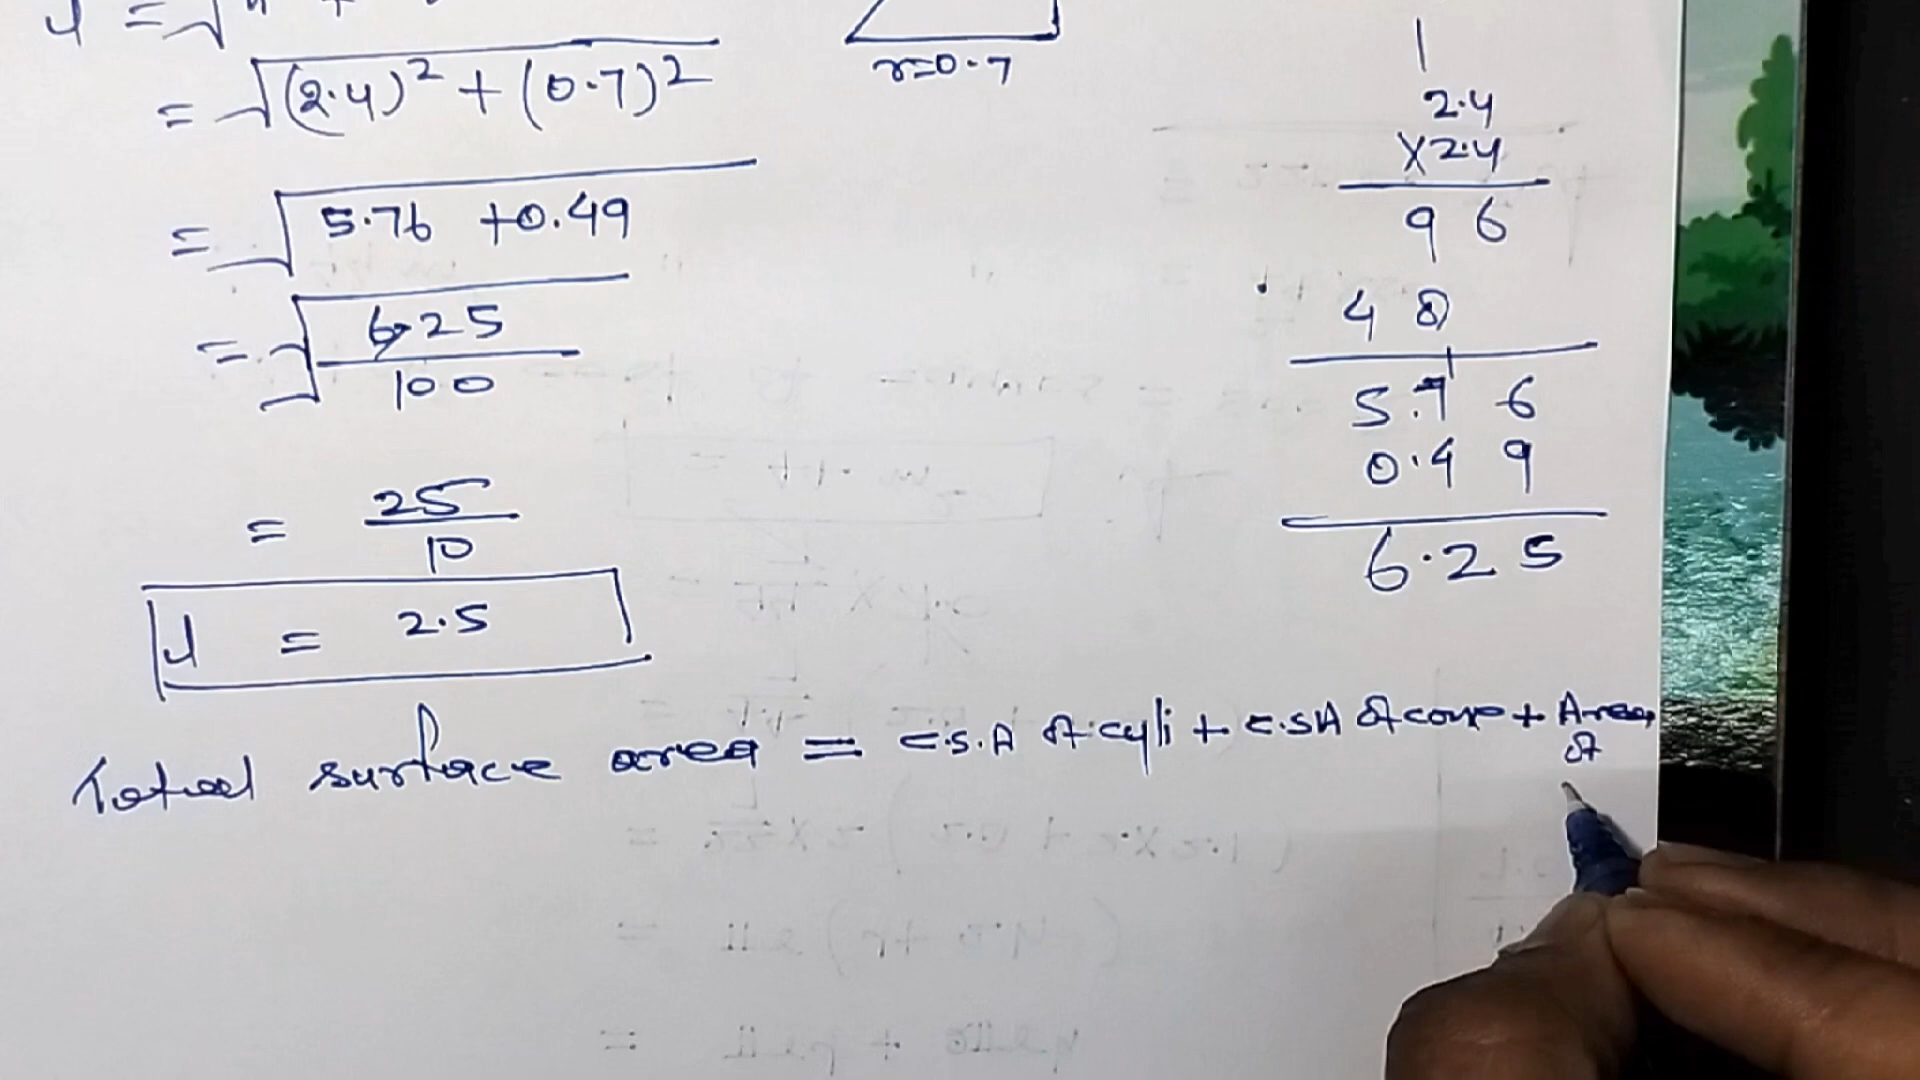 r=0.7
= √(2.4)² + (0.7)²
= √5.76 +0.49
= √625
100
= 25
10
l = 2.5
2.4
×2.4
96
48
5.76
0.49
6.25
Total surface area = C.S.A of cyli + C.SA of cone + Area of